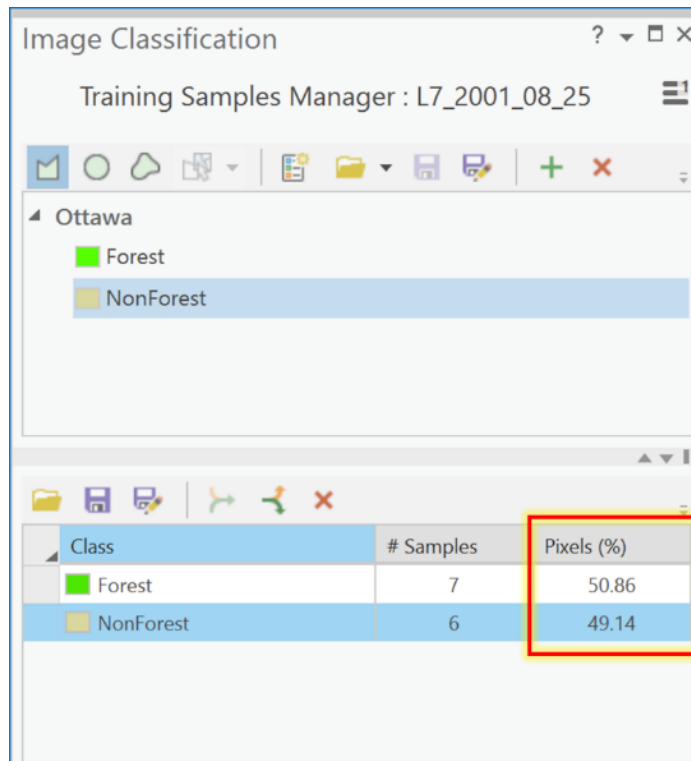 Image Classification
Training Samples Manager : L7_2001_08_25
Ottawa
Forest
NonForest
Class # Samples Pixels (%)
Forest 7 50.86
NonForest 6 49.14